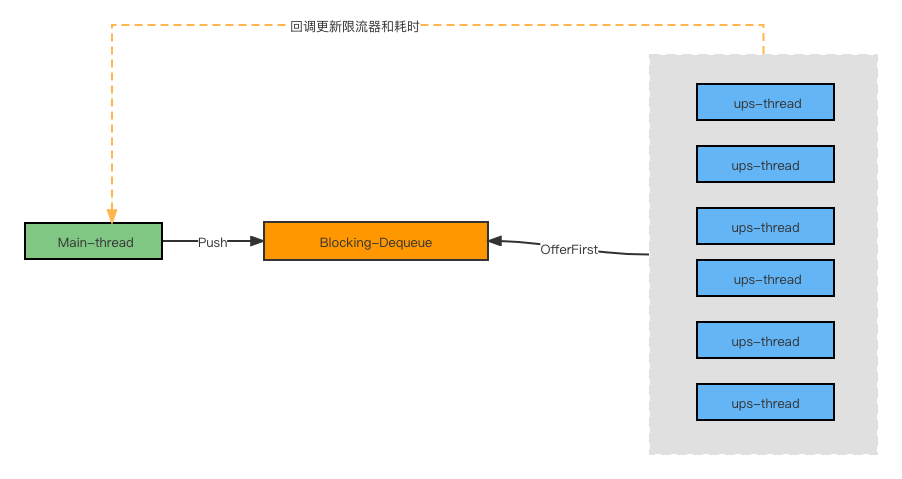 回调更新限流器和耗时
ups-thread
ups-thread
ups-thread
Main-thread
Push
Blocking-Dequeue
OfferFirst
ups-thread
ups-thread
ups-thread